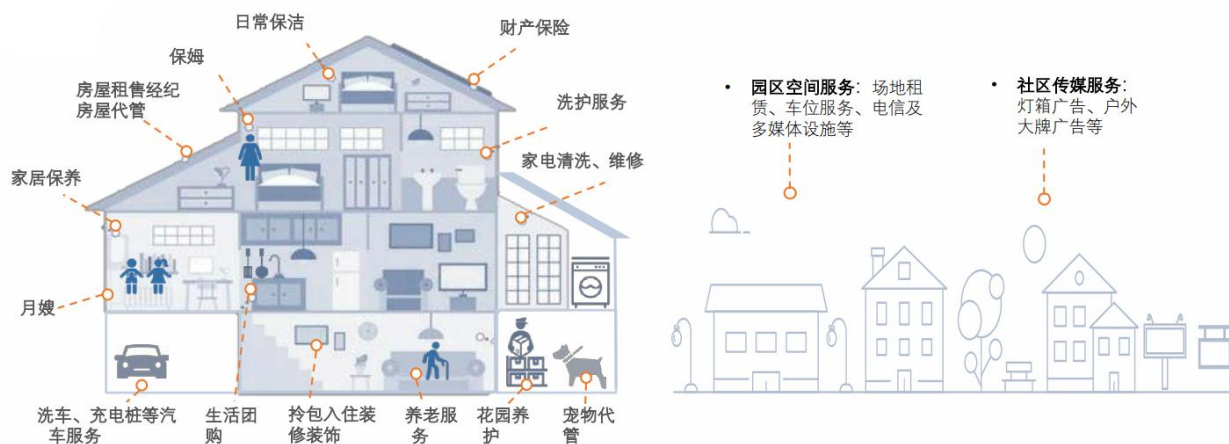 日常保洁
财产保险
保姆
房屋租售经纪
房屋代管
洗护服务
家电清洗、维修
家居保养
月嫂
洗车、充电桩等汽
车服务
生活团
购
拎包入住装
修装饰
养老服
务
花园养
护
宠物代
管
• 园区空间服务：场地租
赁、车位服务、电信及
多媒体设施等
• 社区传媒服务：
灯箱广告、户外
大牌广告等